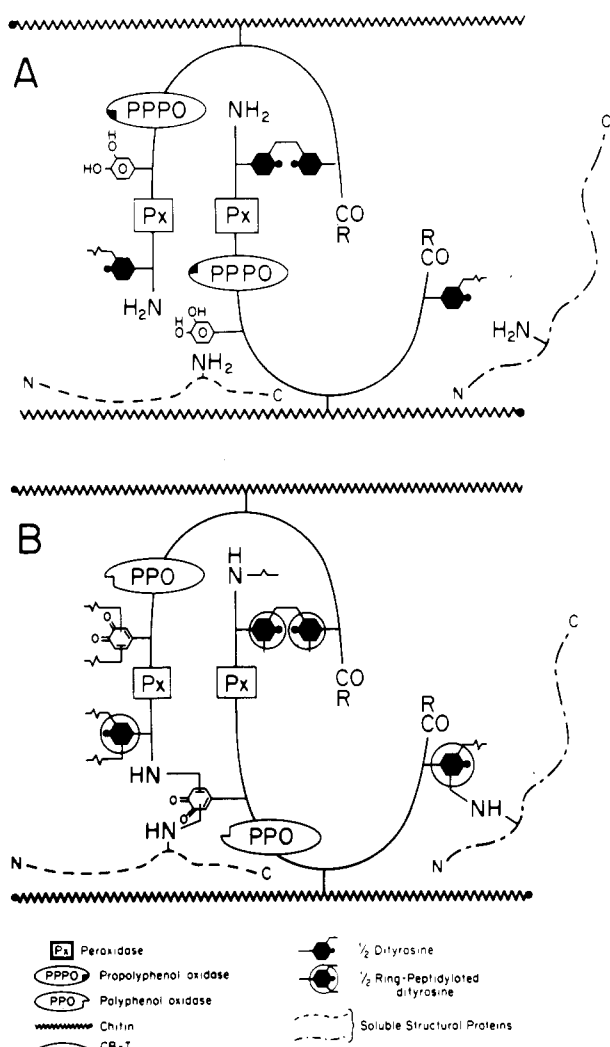 A
PPPO
NH2
H
O
HO
O
Px
CO
R
Px
H2N
PPPO
R
CO
O
H2N
OH
H
O
O
NH2
N
C
N
B
PPO
H
N
O
O
Px
Px
CO
R
C
R
CO
HN
NH
O
O
HN
PPO
N
C
N
Px Peroxidase
1/2 Dityrosine
PPPO Propolyphenol oxidase
1/2 Ring-Peptidylated
dityrosine
PPO Polyphenol oxidase
Chitin
Soluble Structural Proteins